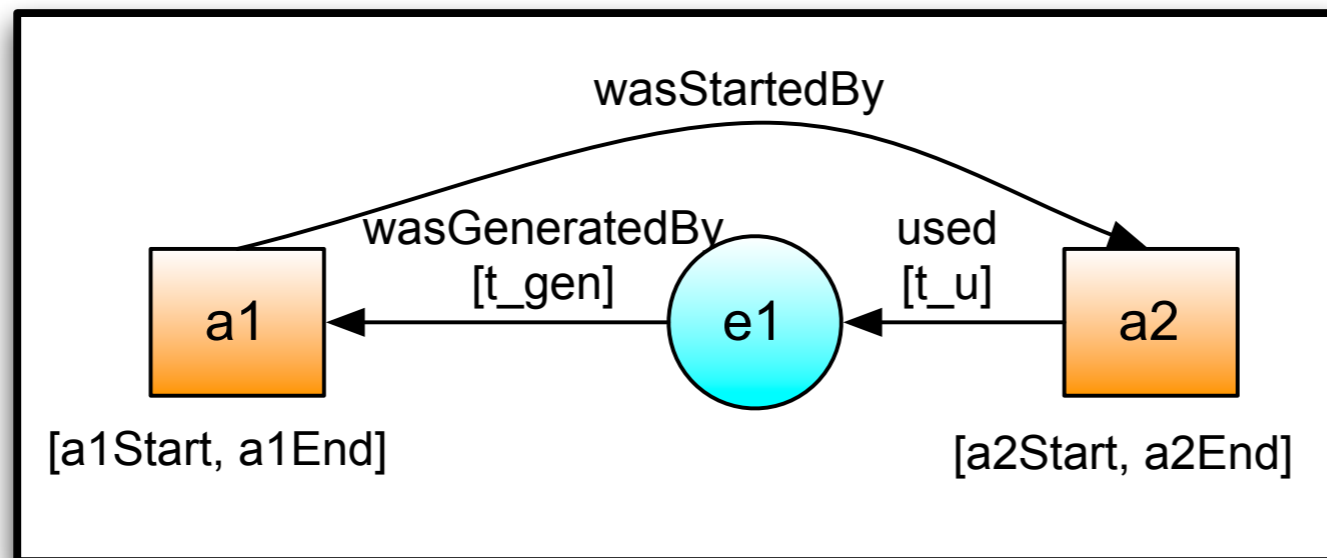 wasStartedBy
wasGeneratedBy
[t_gen]
used
[t_u]
a1
e1
a2
[a1Start, a1End]
[a2Start, a2End]